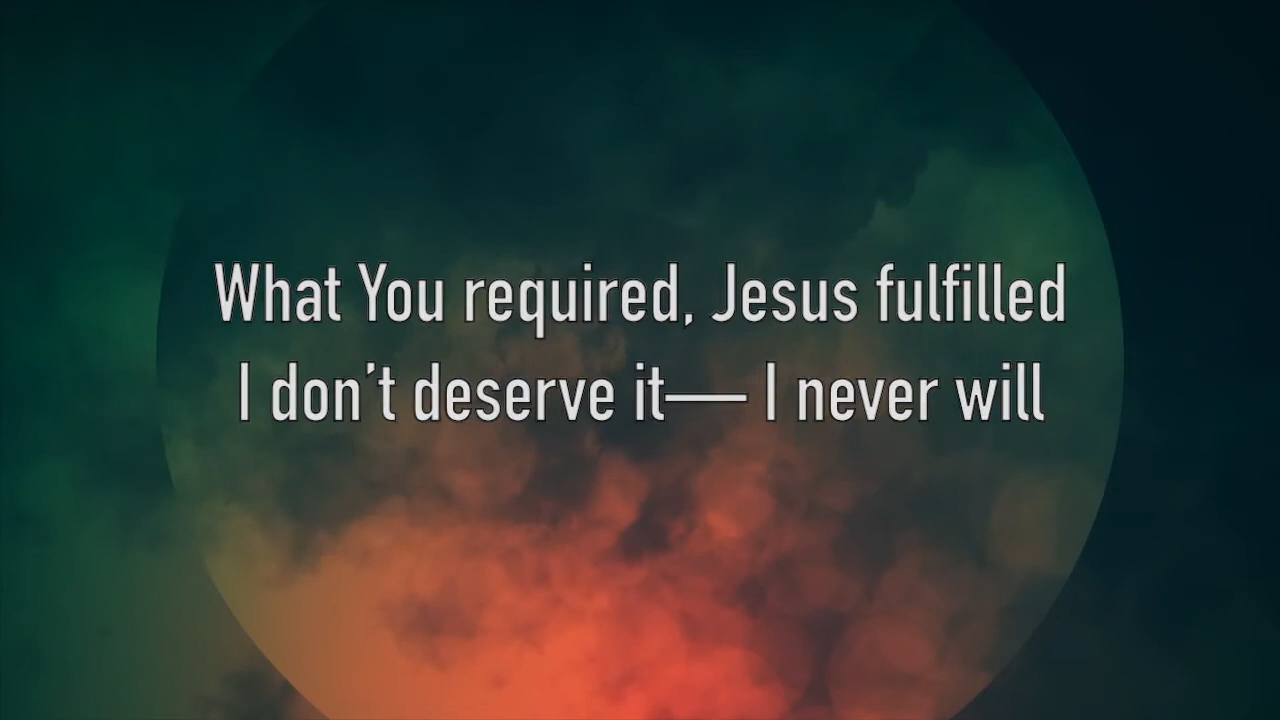 What You required, Jesus fulfilled
I don’t deserve it— I never will